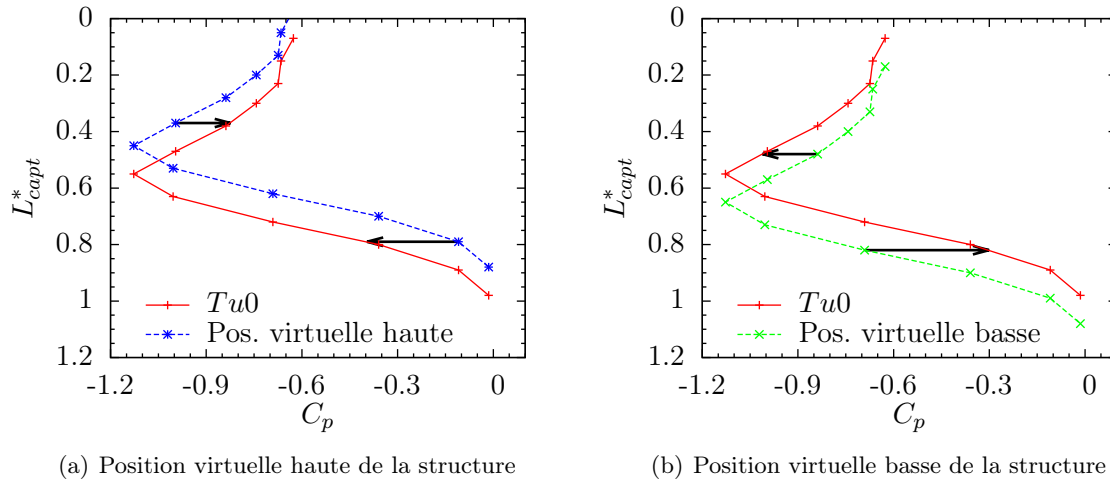 0
0.2
0.4
0.6
0.8
1
1.2
L*capt
-1.2 -0.9 -0.6 -0.3 0
Cp
Tu0
Pos. virtuelle haute
(a) Position virtuelle haute de la structure
0
0.2
0.4
0.6
0.8
1
1.2
L*capt
-1.2 -0.9 -0.6 -0.3 0
Cp
Tu0
Pos. virtuelle basse
(b) Position virtuelle basse de la structure